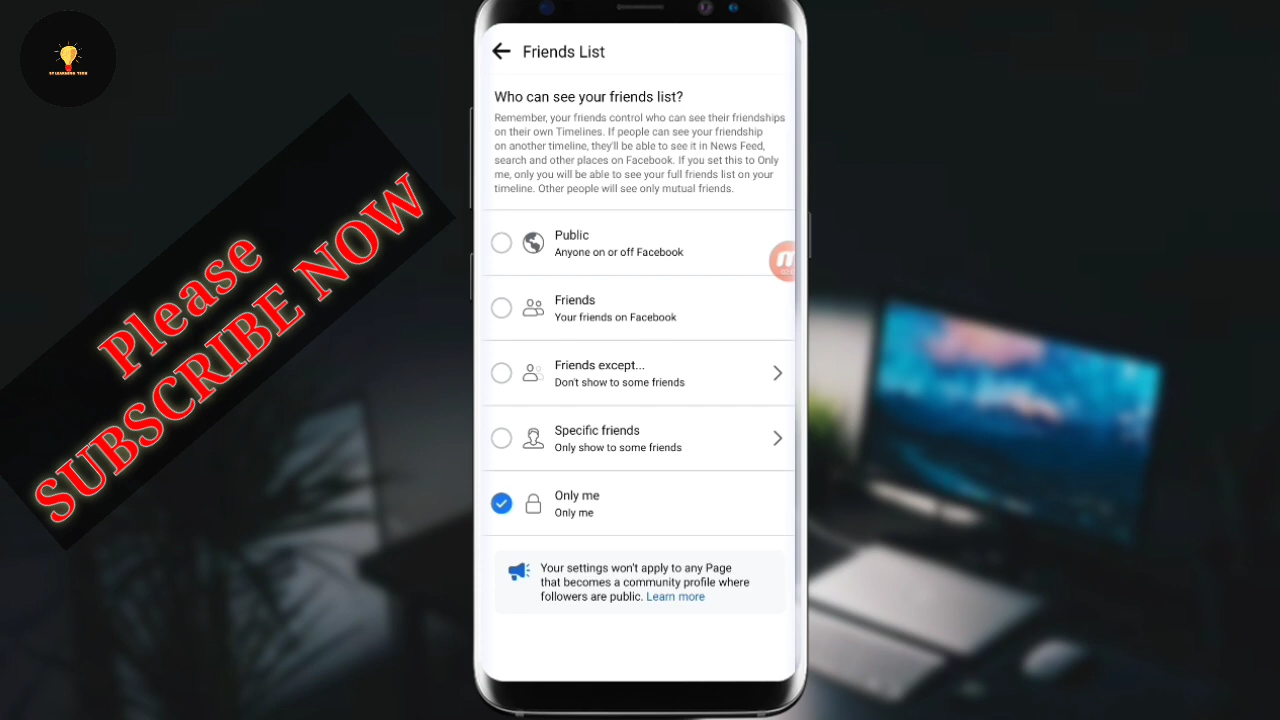 Friends List
Who can see your friends list?
Remember, your friends control who can see their friendships
on their own Timelines. If people can see your friendship
on another timeline, they'll be able to see it in News Feed,
search and other places on Facebook. If you set this to Only
me, only you will be able to see your full friends list on your
timeline. Other people will see only mutual friends.
Public
Anyone on or off Facebook
Friends
Your friends on Facebook
Friends except...
Don't show to some friends
Specific friends
Only show to some friends
Only me
Only me
Your settings won't apply to any Page
that becomes a community profile where
followers are public. Learn more
Please
SUBSCRIBE NOW